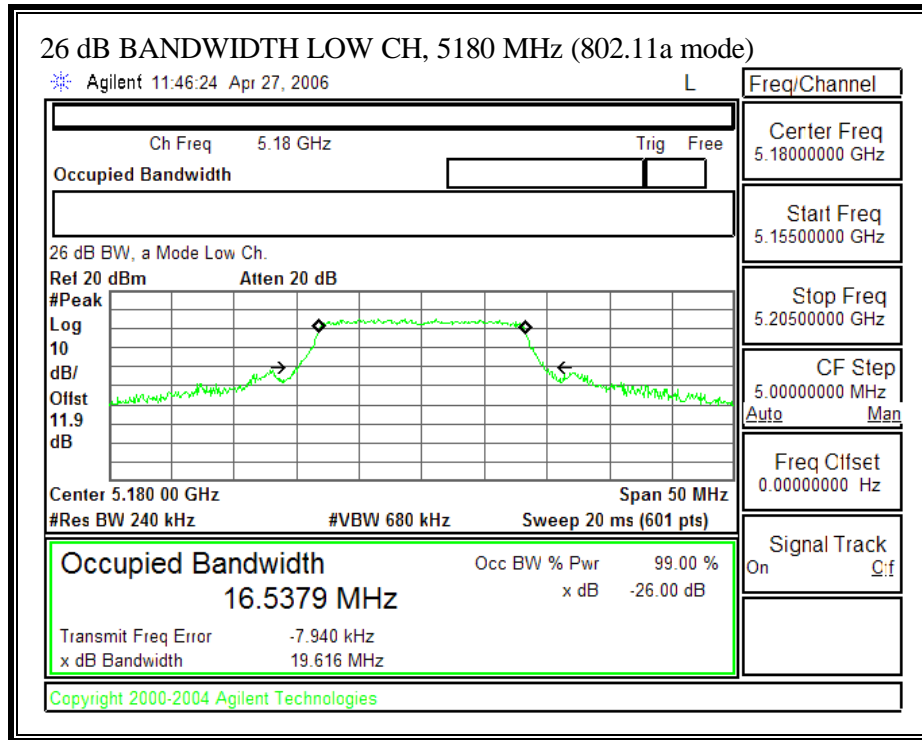 26 dB BANDWIDTH LOW CH, 5180 MHz (802.11a mode)
Agilent 11:46:24 Apr 27, 2006 L
Freq/Channel
Ch Freq 5.18 GHz Trig Free
Occupied Bandwidth
Center Freq
5.18000000 GHz
Start Freq
5.15500000 GHz
Stop Freq
5.20500000 GHz
CF Step
5.00000000 MHz
Auto Man
Freq Offset
0.00000000 Hz
Signal Track
On Off
26 dB BW, a Mode Low Ch.
Ref 20 dBm Atten 20 dB
#Peak
Log
10
dB/
Offst
11.9
dB
Center 5.180 00 GHz Span 50 MHz
#Res BW 240 kHz #VBW 680 kHz Sweep 20 ms (601 pts)
Occupied Bandwidth
16.5379 MHz
Occ BW % Pwr 99.00 %
x dB -26.00 dB
Transmit Freq Error -7.940 kHz
x dB Bandwidth 19.616 MHz
Copyright 2000-2004 Agilent Technologies